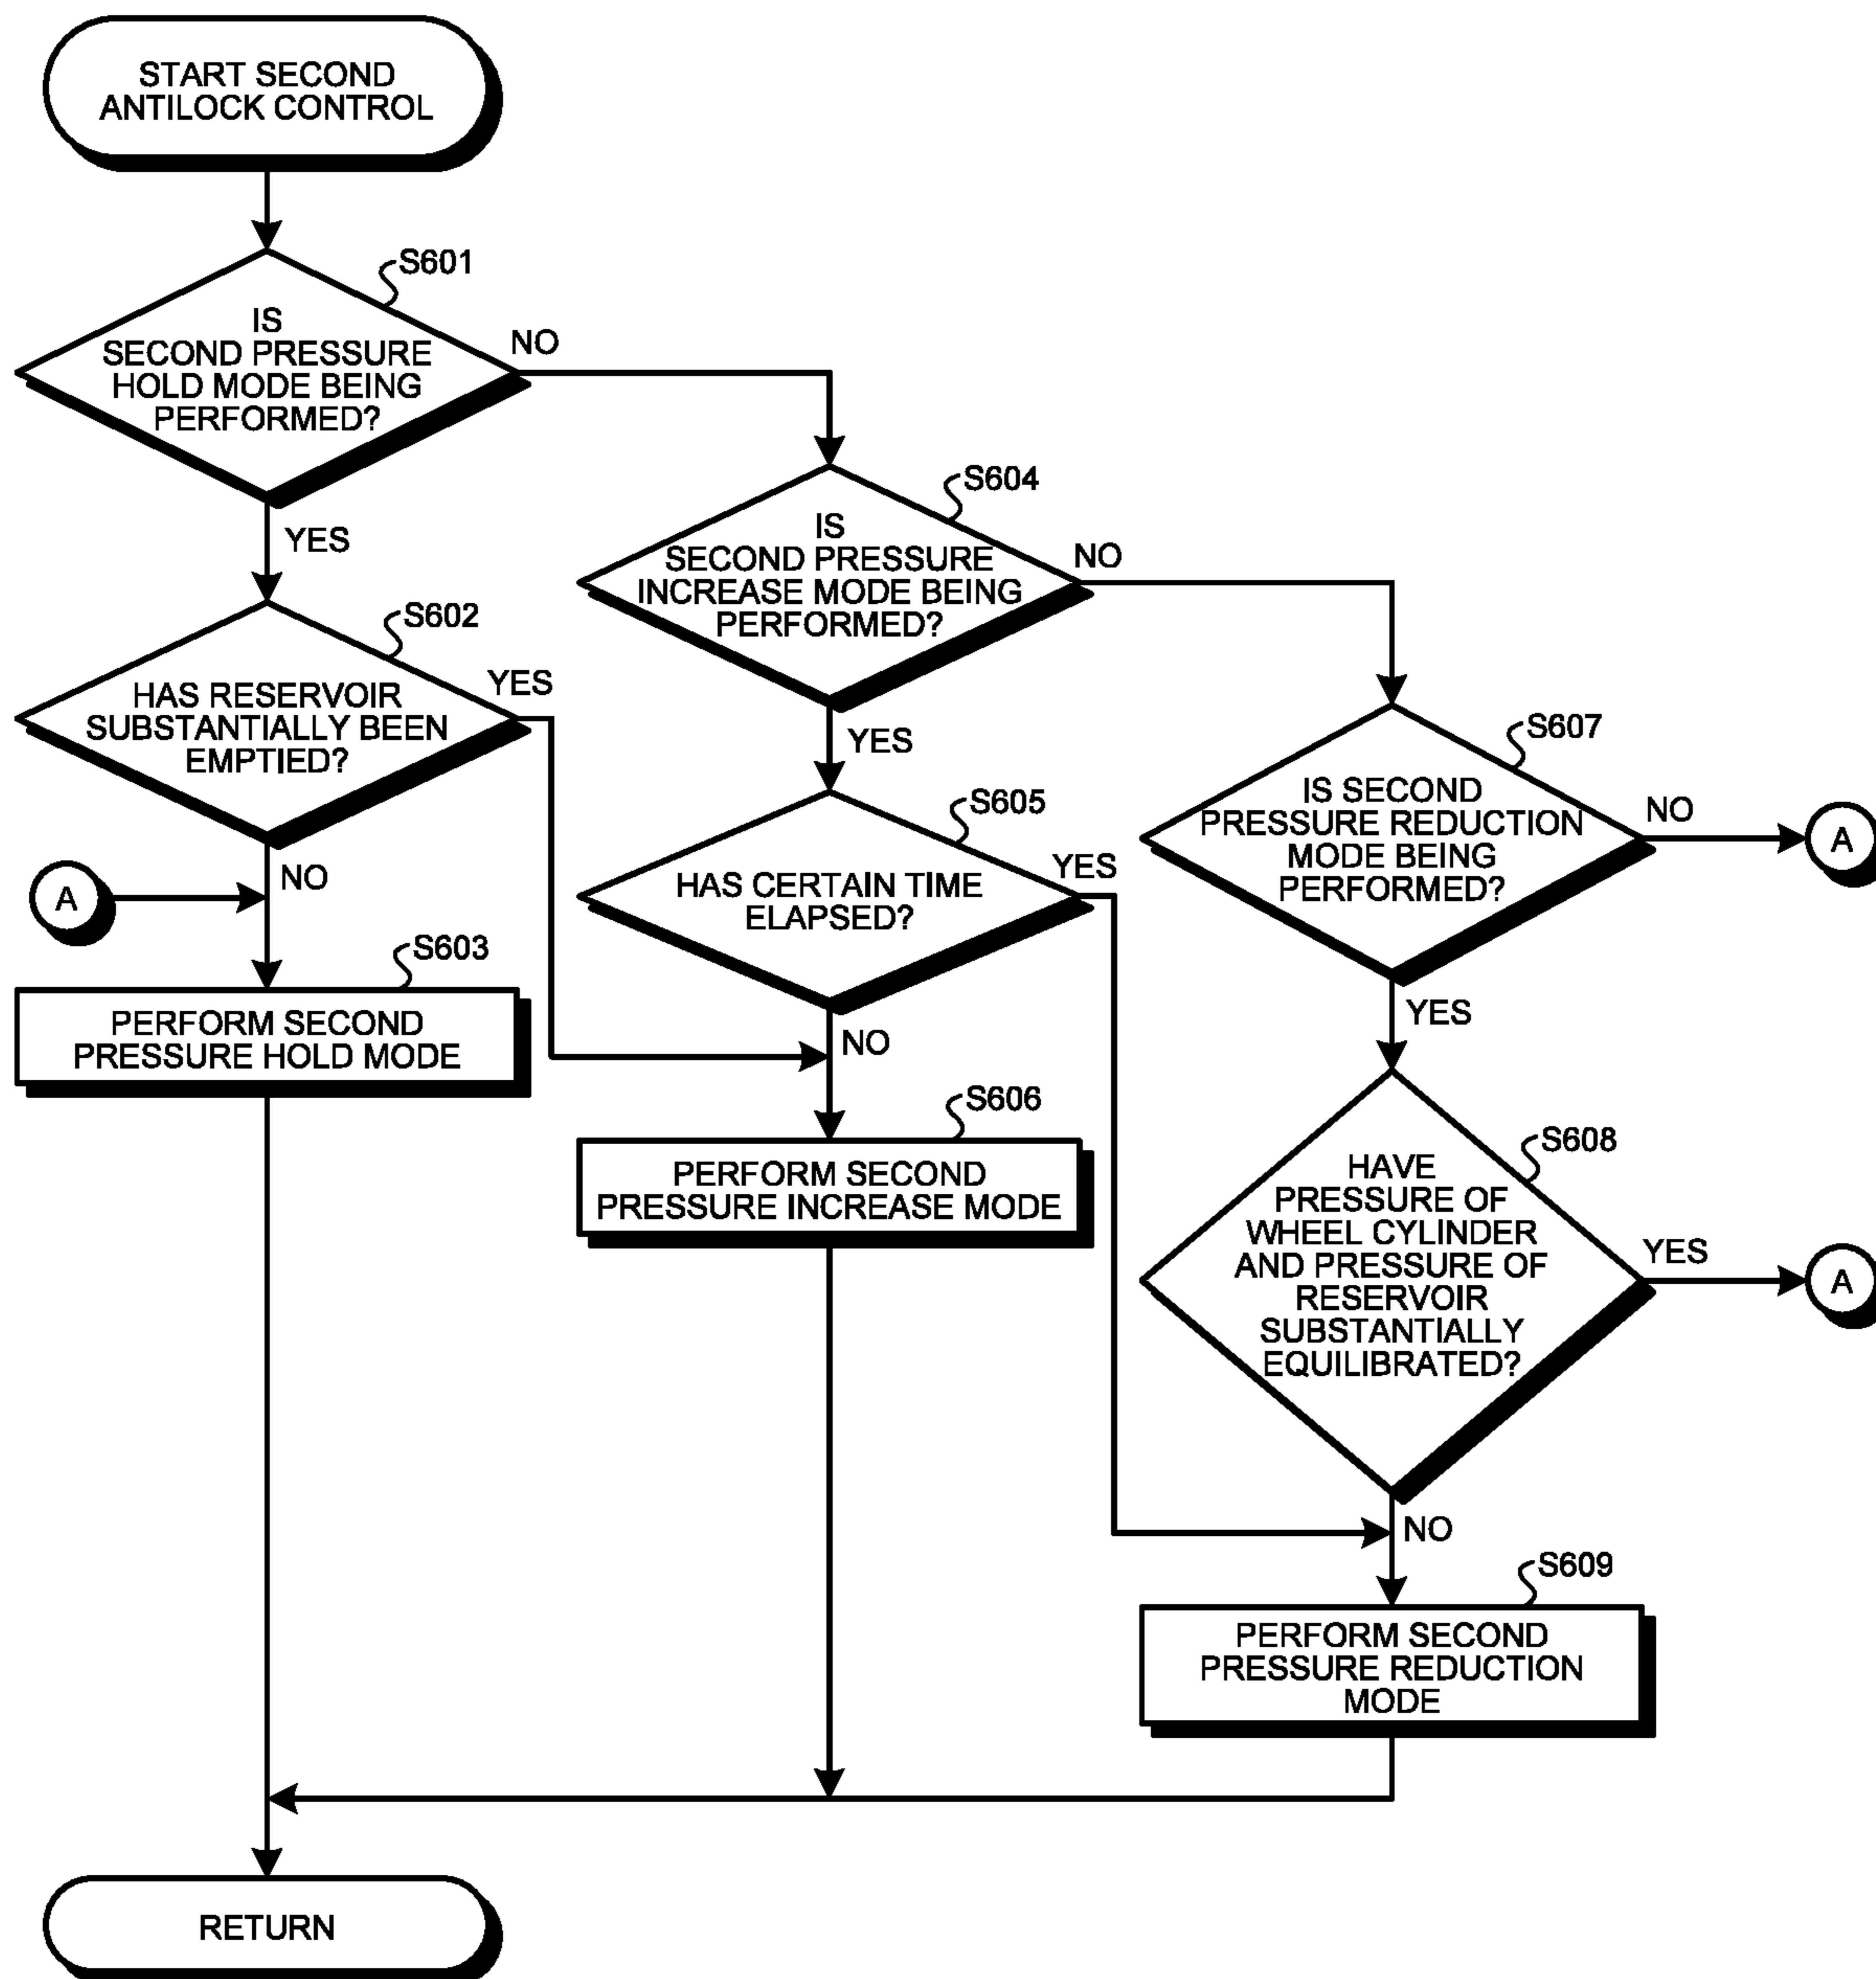 START SECOND
ANTILOCK CONTROL
S601
IS
SECOND PRESSURE
HOLD MODE BEING
PERFORMED?
NO
YES
S602
HAS RESERVOIR
SUBSTANTIALLY BEEN
EMPTIED?
YES
NO
A
S603
PERFORM SECOND
PRESSURE HOLD MODE
S604
IS
SECOND PRESSURE
INCREASE MODE BEING
PERFORMED?
NO
YES
S605
HAS CERTAIN TIME
ELAPSED?
YES
NO
S606
PERFORM SECOND
PRESSURE INCREASE MODE
S607
IS SECOND
PRESSURE REDUCTION
MODE BEING
PERFORMED?
NO
A
YES
S608
HAVE
PRESSURE OF
WHEEL CYLINDER
AND PRESSURE OF
RESERVOIR
SUBSTANTIALLY
EQUILIBRATED?
YES
A
NO
S609
PERFORM SECOND
PRESSURE REDUCTION
MODE
RETURN